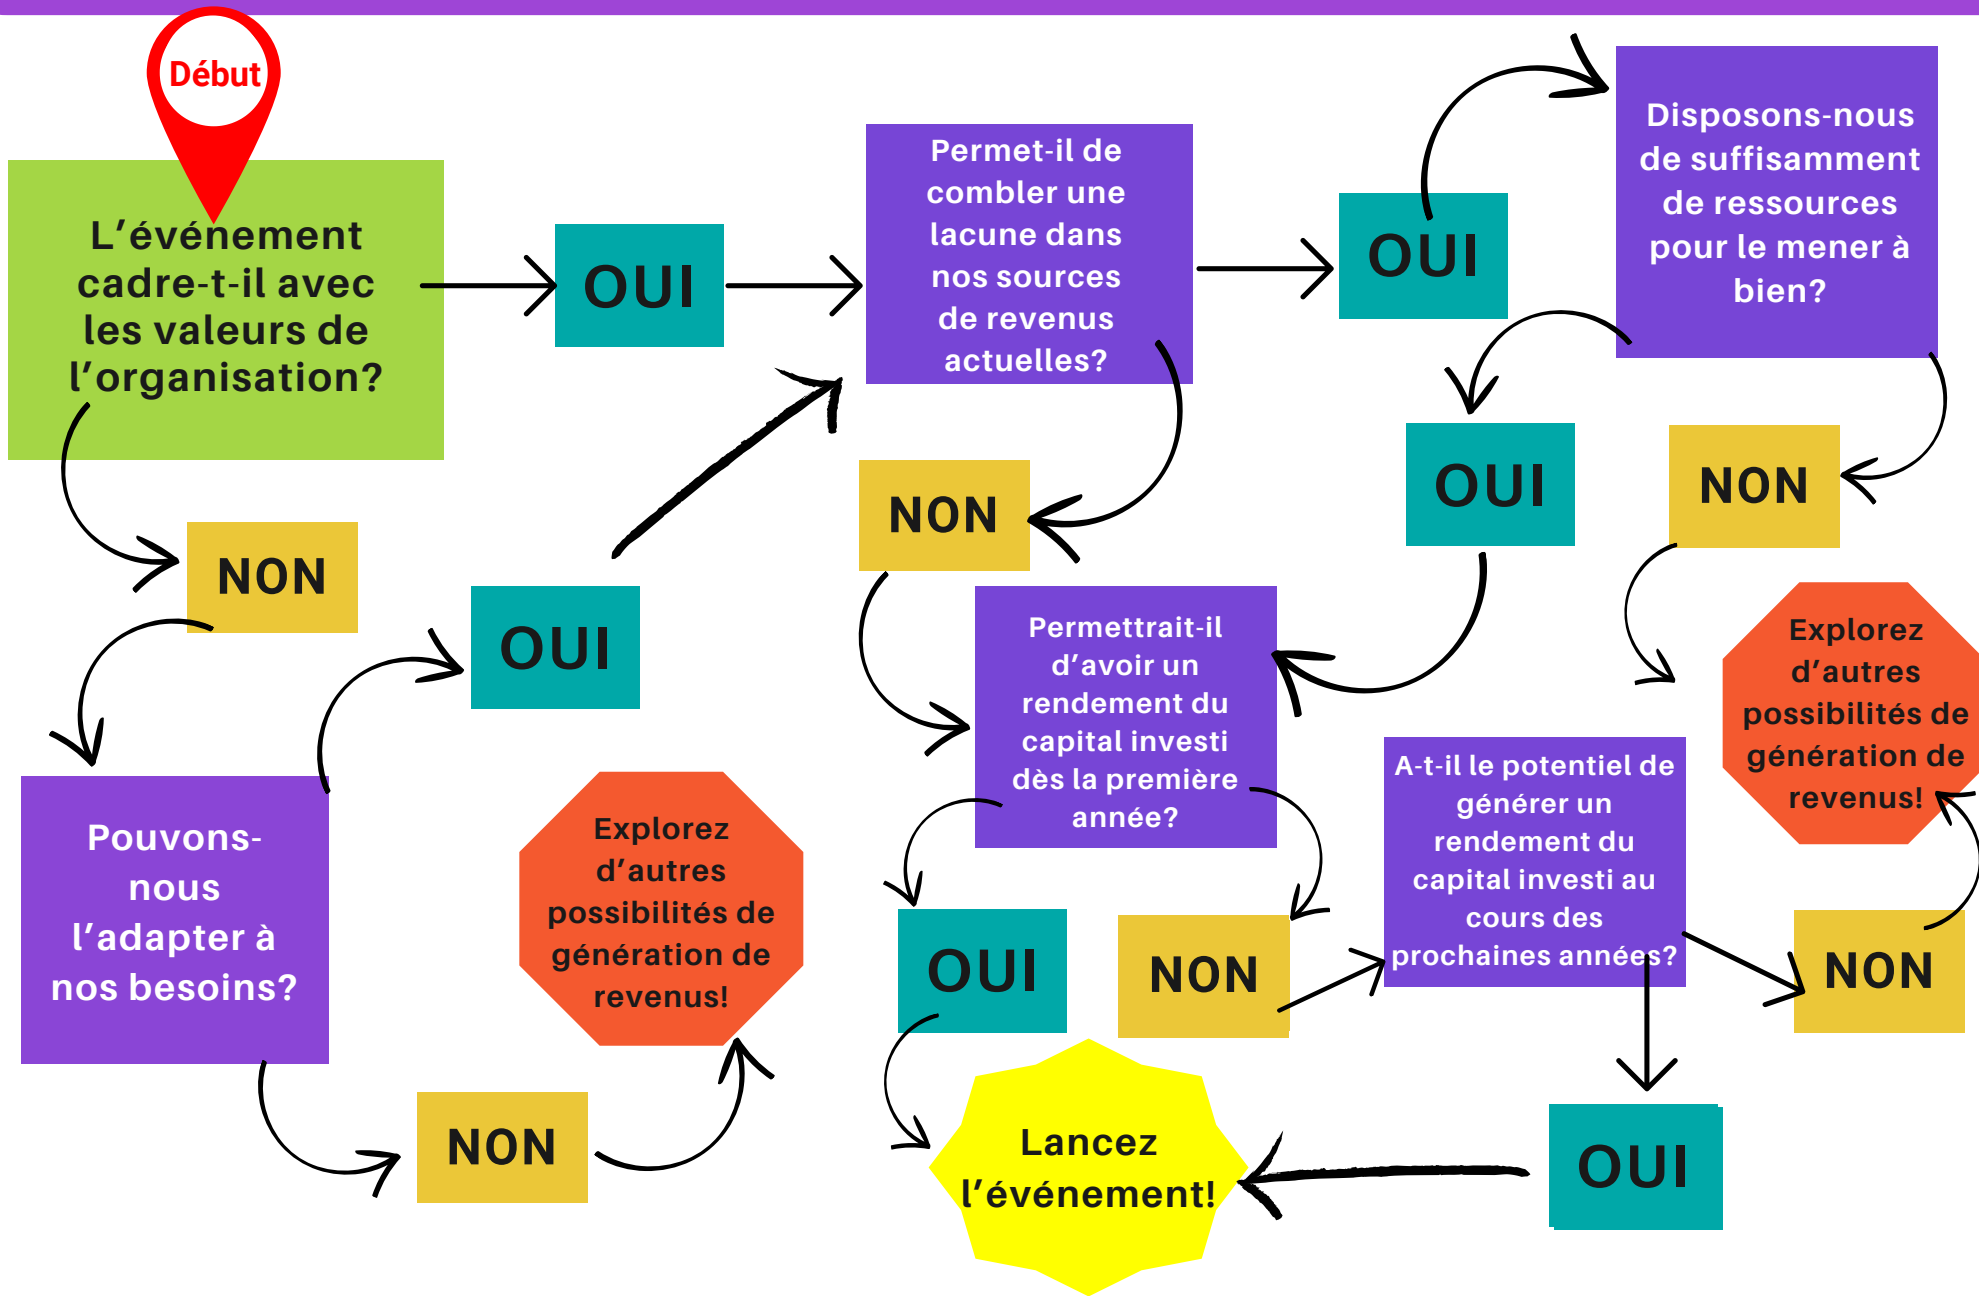 Début
L’événement
cadre-t-il avec
les valeurs de
l’organisation?
OUI
Permet-il de
combler une
lacune dans
nos sources
de revenus
actuelles?
OUI
Disposons-nous
de suffisamment
de ressources
pour le mener à
bien?
NON
OUI
NON
OUI
NON
Pouvons-
nous
l’adapter à
nos besoins?
NON
Explorez
d’autres
possibilités de
génération de
revenus!
Permettrait-il
d’avoir un
rendement du
capital investi
dès la première
année?
OUI
NON
A-t-il le potentiel de
générer un
rendement du
capital investi au
cours des
prochaines années?
Explorez
d’autres
possibilités de
génération de
revenus!
NON
OUI
Lancez
l’événement!